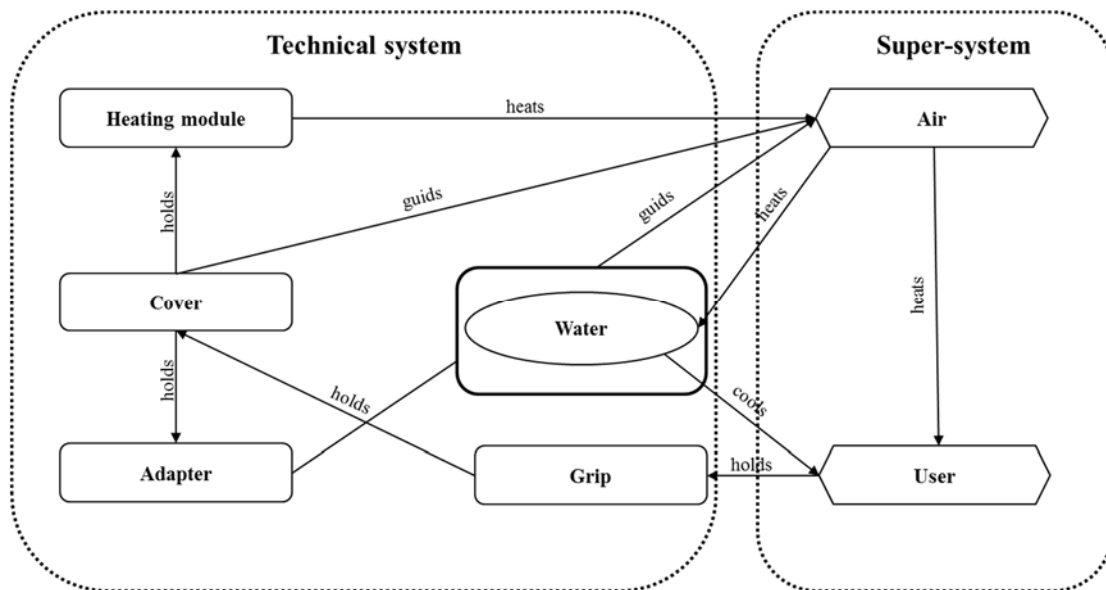 Technical system
Super-system
Heating module
heats
Air
holds
guids
guids
heats
heats
Cover
Water
holds
holds
cools
Adapter
Grip
holds
User